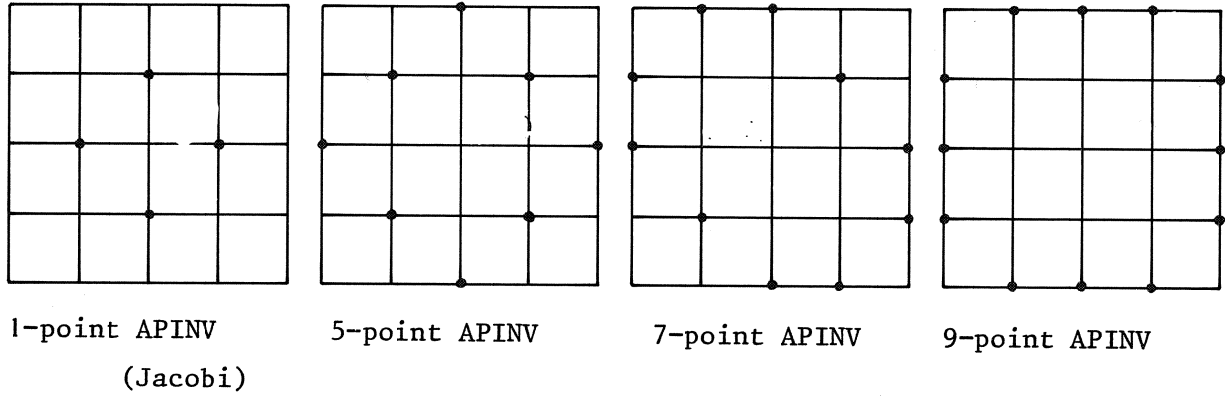 1-point APINV
(Jacobi)
5-point APINV
7-point APINV
9-point APINV